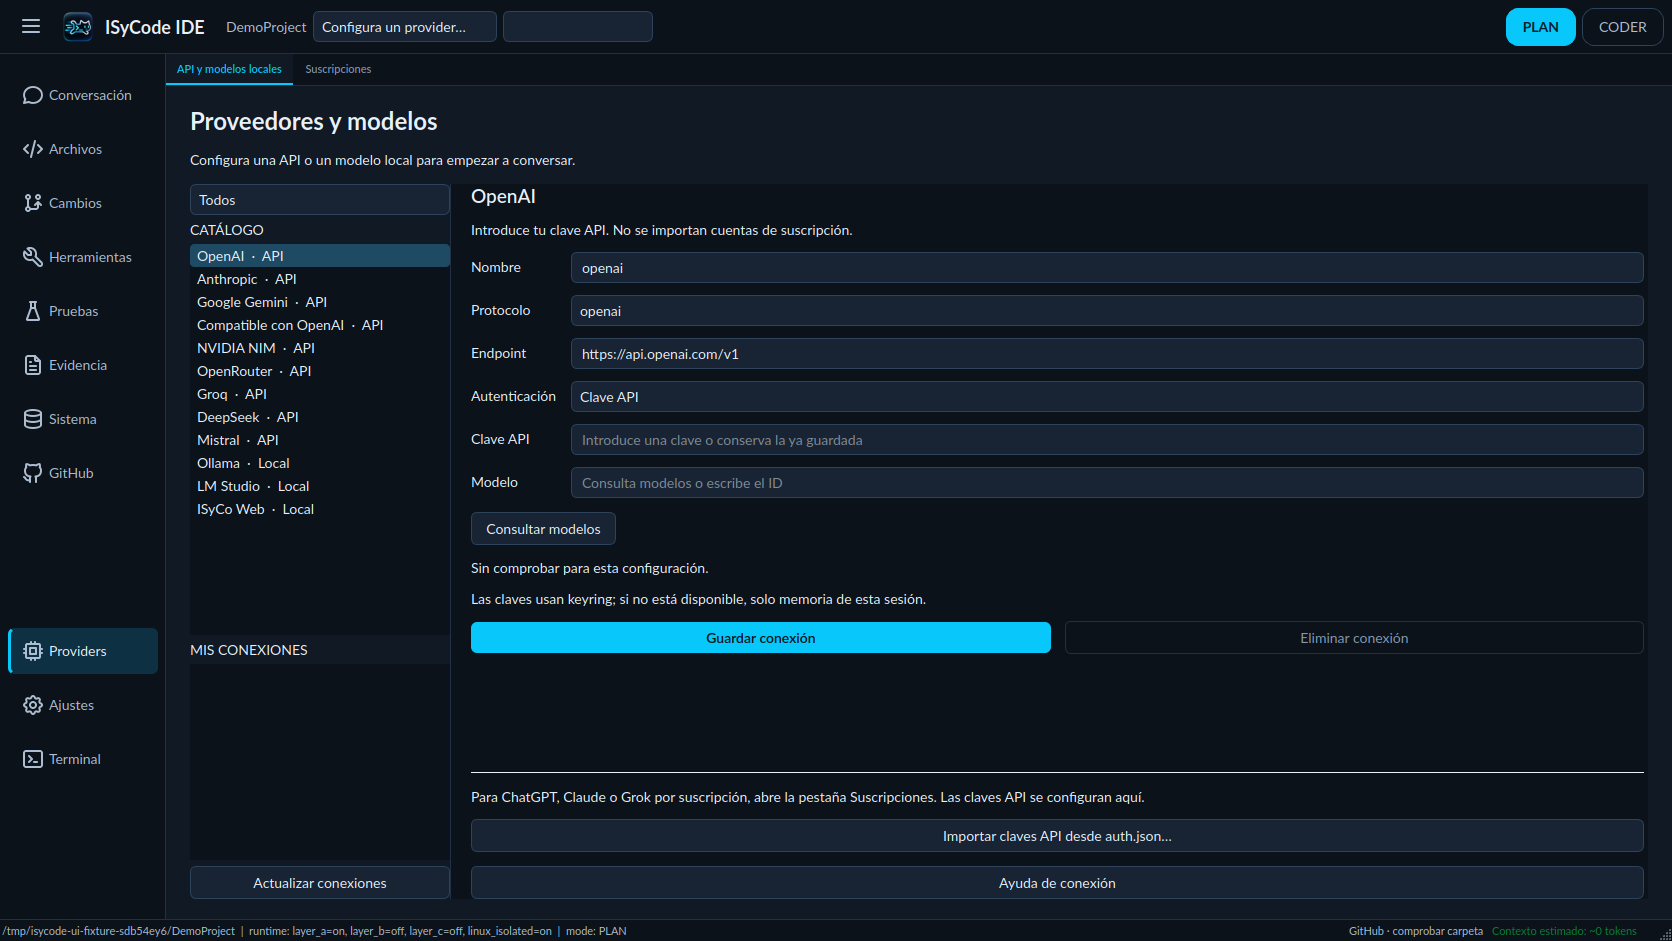 ISyCode IDE DemoProject Configura un provider... PLAN CODER
API y modelos locales Suscripciones
Conversación
Archivos
Cambios
Herramientas
Pruebas
Evidencia
Sistema
GitHub
Providers
Ajustes
Terminal
Proveedores y modelos
Configura una API o un modelo local para empezar a conversar.
Todos
CATÁLOGO
OpenAI · API
Anthropic · API
Google Gemini · API
Compatible con OpenAI · API
NVIDIA NIM · API
OpenRouter · API
Groq · API
DeepSeek · API
Mistral · API
Ollama · Local
LM Studio · Local
ISyCo Web · Local
MIS CONEXIONES
Actualizar conexiones
OpenAI
Introduce tu clave API. No se importan cuentas de suscripción.
Nombre openai
Protocolo openai
Endpoint https://api.openai.com/v1
Autenticación Clave API
Clave API Introduce una clave o conserva la ya guardada
Modelo Consulta modelos o escribe el ID
Consultar modelos
Sin comprobar para esta configuración.
Las claves usan keyring; si no está disponible, solo memoria de esta sesión.
Guardar conexión Eliminar conexión
Para ChatGPT, Claude o Grok por suscripción, abre la pestaña Suscripciones. Las claves API se configuran aquí.
Importar claves API desde auth.json...
Ayuda de conexión
/tmp/isycode-ui-fixture-sdb54ey6/DemoProject | runtime: layer_a=on, layer_b=off, layer_c=off, linux_isolated=on | mode: PLAN GitHub · comprobar carpeta Contexto estimado: ~0 tokens